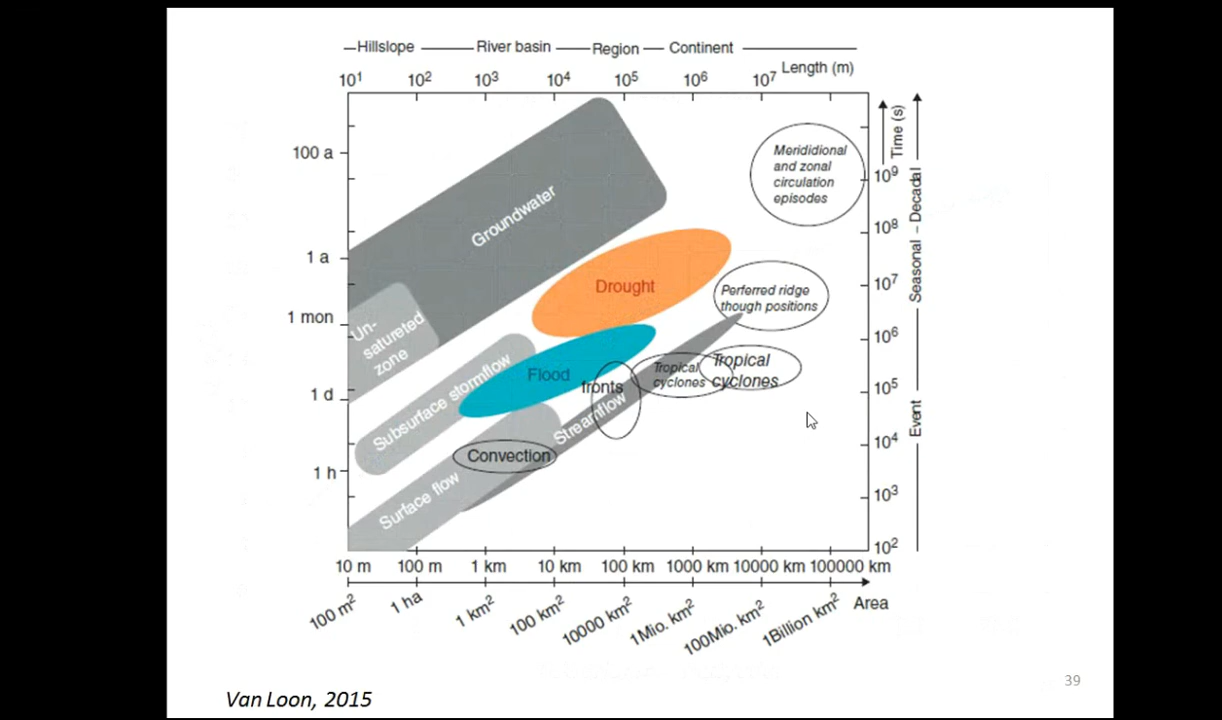 Hillslope River basin Region Continent
10¹ 10² 10³ 10⁴ 10⁵ 10⁶ 10⁷ Length (m)
100 a
1 a
1 mon
1 d
1 h
Groundwater
Un-
satureted
zone
Subsurface stormflow
Surface flow
Drought
Flood
fronts
Streamflow
Convection
Tropical
cyclones
Tropical
cyclones
Merididional
and zonal
circulation
episodes
Perferred ridge
though positions
Time (s)
10⁹
10⁸
10⁷
10⁶
10⁵
10⁴
10³
10²
Seasonal – Decadal
Event
10 m 100 m 1 km 10 km 100 km 1000 km 10000 km 100000 km
100 m² 1 ha 1 km² 100 km² 10000 km² 1Mio. km² 100Mio. km² 1Billion km² Area
Van Loon, 2015
39